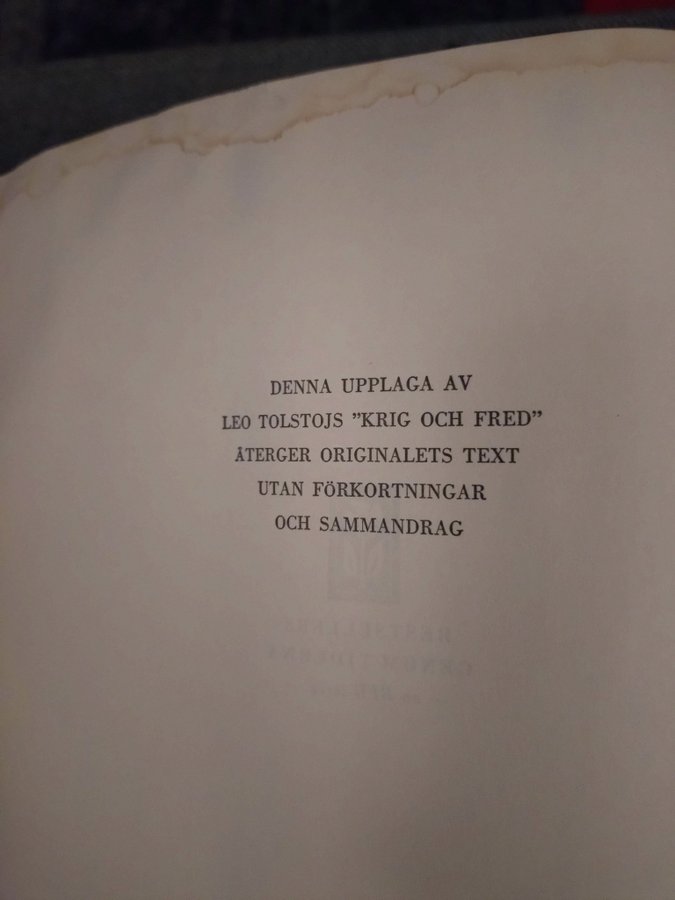 DENNA UPPLAGA AV
LEO TOLSTOJS ”KRIG OCH FRED”
ÅTERGER ORIGINALETS TEXT
UTAN FÖRKORTNINGAR
OCH SAMMANDRAG